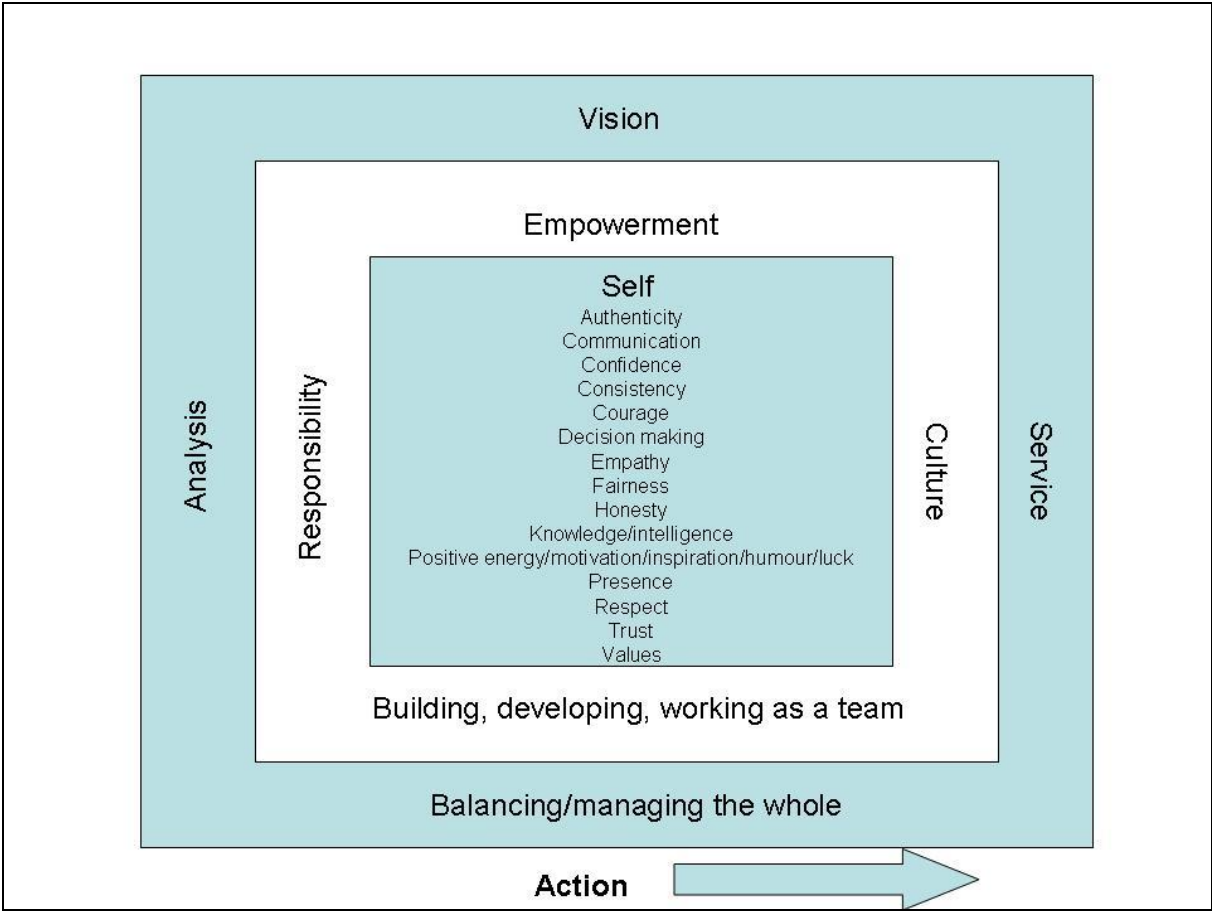 Vision
Empowerment
Self
Authenticity
Communication
Confidence
Consistency
Courage
Decision making
Empathy
Fairness
Honesty
Knowledge/intelligence
Positive energy/motivation/inspiration/humour/luck
Presence
Respect
Trust
Values
Analysis
Responsibility
Culture
Service
Building, developing, working as a team
Balancing/managing the whole
Action